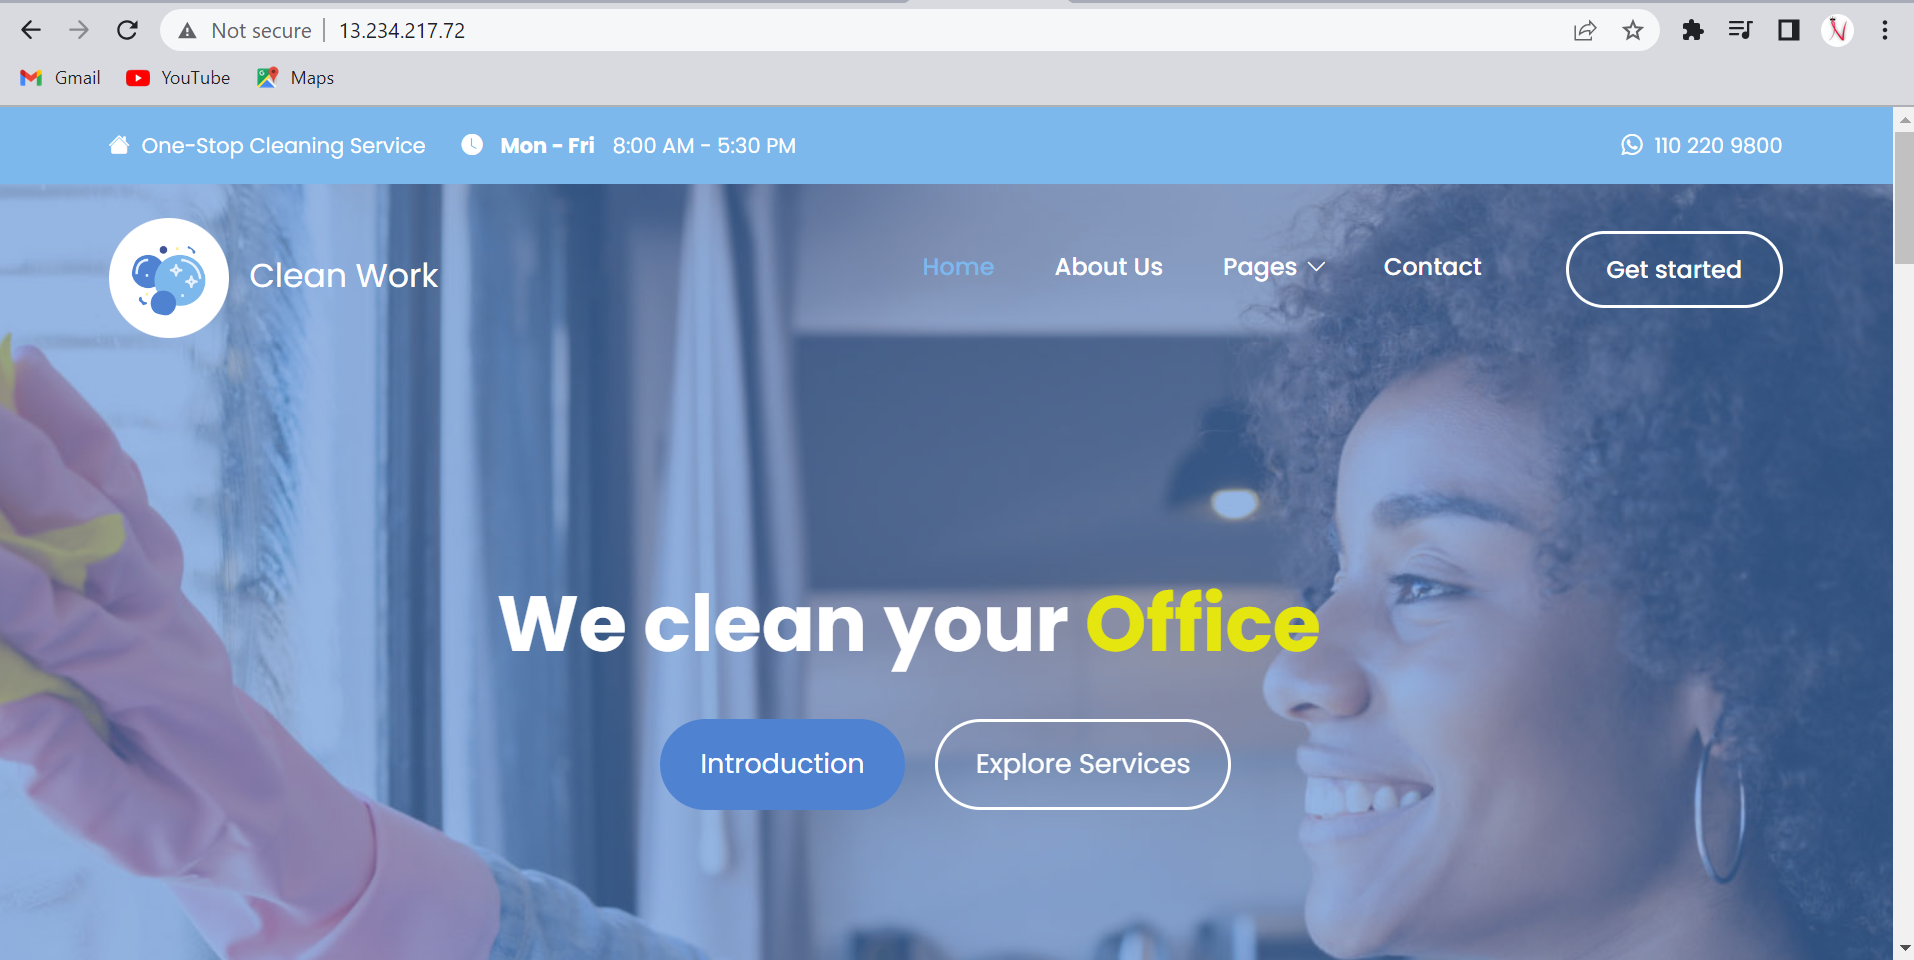 Not secure 13.234.217.72
Gmail YouTube Maps
One-Stop Cleaning Service Mon - Fri 8:00 AM - 5:30 PM 110 220 9800
Clean Work Home About Us Pages Contact Get started
We clean your Office
Introduction Explore Services